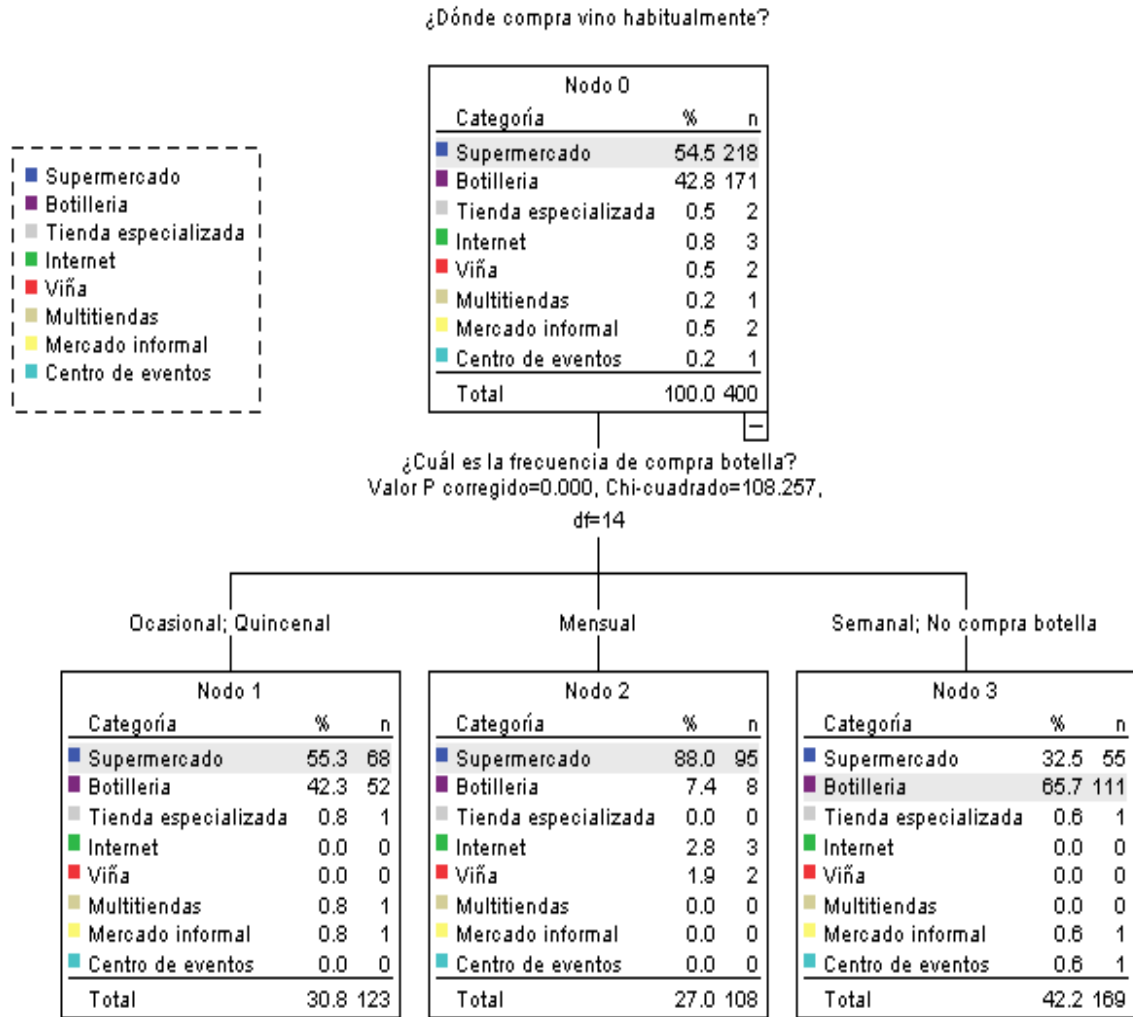 ¿Dónde compra vino habitualmente?
Nodo 0
Categoría % n
Supermercado 54.5 218
Botilleria 42.8 171
Tienda especializada 0.5 2
Internet 0.8 3
Viña 0.5 2
Multitiendas 0.2 1
Mercado informal 0.5 2
Centro de eventos 0.2 1
Total 100.0 400
Supermercado
Botilleria
Tienda especializada
Internet
Viña
Multitiendas
Mercado informal
Centro de eventos
¿Cuál es la frecuencia de compra botella?
Valor P corregido=0.000, Chi-cuadrado=108.257,
df=14
Ocasional; Quincenal
Nodo 1
Categoría % n
Supermercado 55.3 68
Botilleria 42.3 52
Tienda especializada 0.8 1
Internet 0.0 0
Viña 0.0 0
Multitiendas 0.8 1
Mercado informal 0.8 1
Centro de eventos 0.0 0
Total 30.8 123
Mensual
Nodo 2
Categoría % n
Supermercado 88.0 95
Botilleria 7.4 8
Tienda especializada 0.0 0
Internet 2.8 3
Viña 1.9 2
Multitiendas 0.0 0
Mercado informal 0.0 0
Centro de eventos 0.0 0
Total 27.0 108
Semanal; No compra botella
Nodo 3
Categoría % n
Supermercado 32.5 55
Botilleria 65.7 111
Tienda especializada 0.6 1
Internet 0.0 0
Viña 0.0 0
Multitiendas 0.0 0
Mercado informal 0.6 1
Centro de eventos 0.6 1
Total 42.2 169